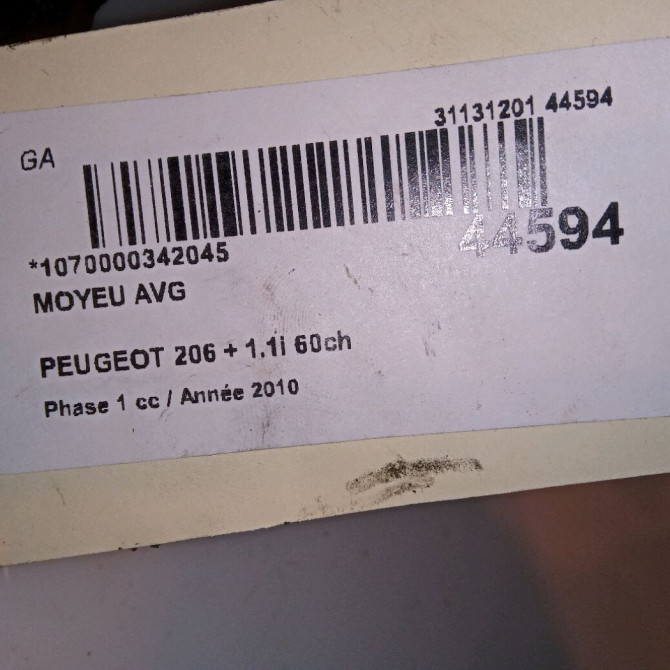 31131201 44594
GA
44594
*1070000342045
MOYEU AVG
PEUGEOT 206 + 1.1i 60ch
Phase 1 cc / Année 2010